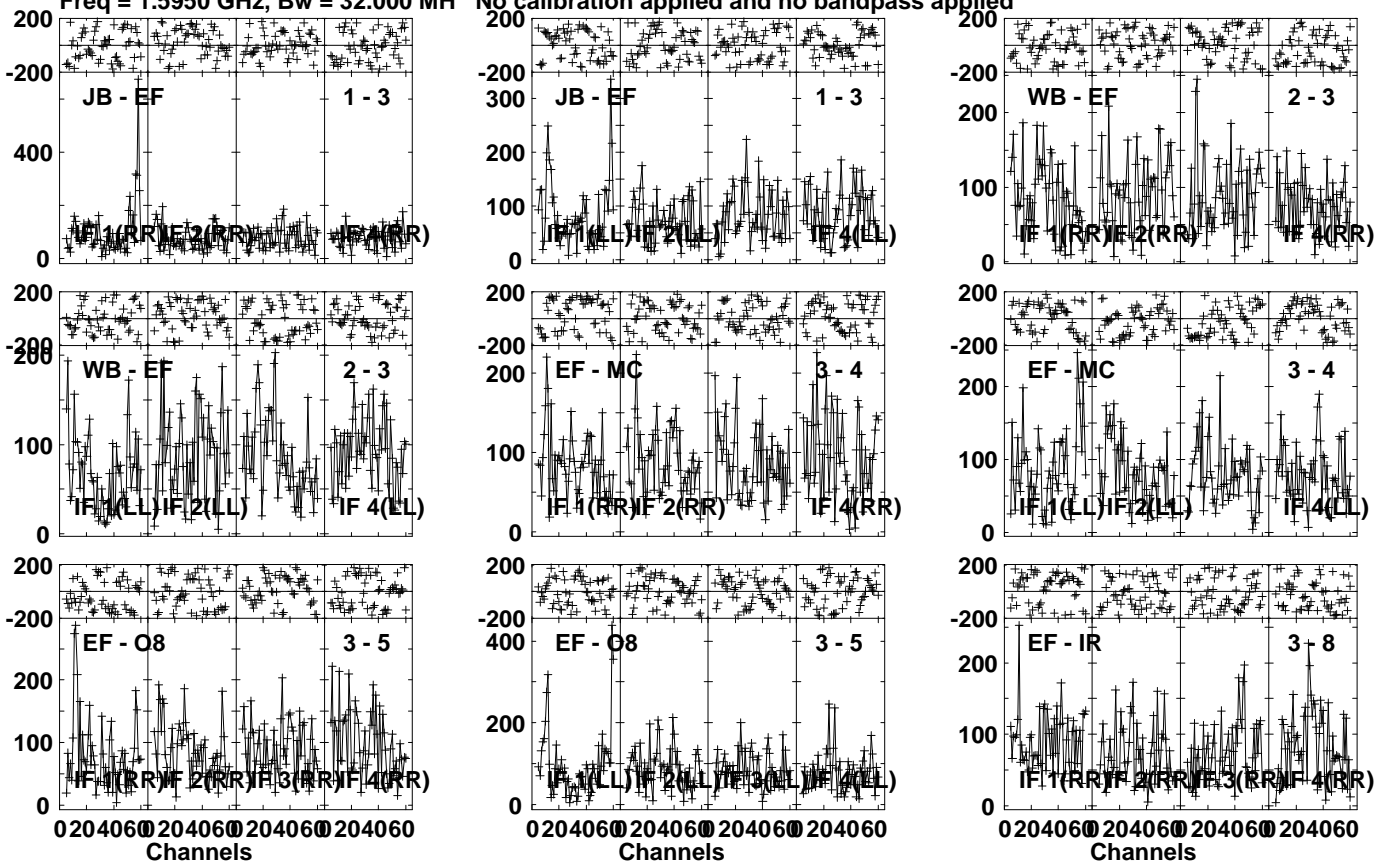 Freq = 1.5950 GHz, Bw = 32.000 MH No calibration applied and no bandpass applied
200
-200
JB - EF 1 - 3
400
200
0
IF 1(RR) IF 2(RR) IF 4(RR)
200
-200
JB - EF 1 - 3
300
200
100
0
IF 1(LL) IF 2(LL) IF 4(LL)
200
-200
WB - EF 2 - 3
200
100
0
IF 1(RR) IF 2(RR) IF 4(RR)
200
-200
200
WB - EF 2 - 3
100
0
IF 1(LL) IF 2(LL) IF 4(LL)
200
-200
EF - MC 3 - 4
200
100
0
IF 1(RR) IF 2(RR) IF 4(RR)
200
-200
EF - MC 3 - 4
200
100
0
IF 1(LL) IF 2(LL) IF 4(LL)
200
-200
EF - O8 3 - 5
200
100
0
IF 1(RR) IF 2(RR) IF 3(RR) IF 4(RR)
0 20 40 60 0 20 40 60 0 20 40 60 0 20 40 60
Channels
200
-200
EF - O8 3 - 5
400
200
0
IF 1(LL) IF 2(LL) IF 3(LL) IF 4(LL)
0 20 40 60 0 20 40 60 0 20 40 60 0 20 40 60
Channels
200
-200
EF - IR 3 - 8
200
100
0
IF 1(RR) IF 2(RR) IF 3(RR) IF 4(RR)
0 20 40 60 0 20 40 60 0 20 40 60 0 20 40 60
Channels